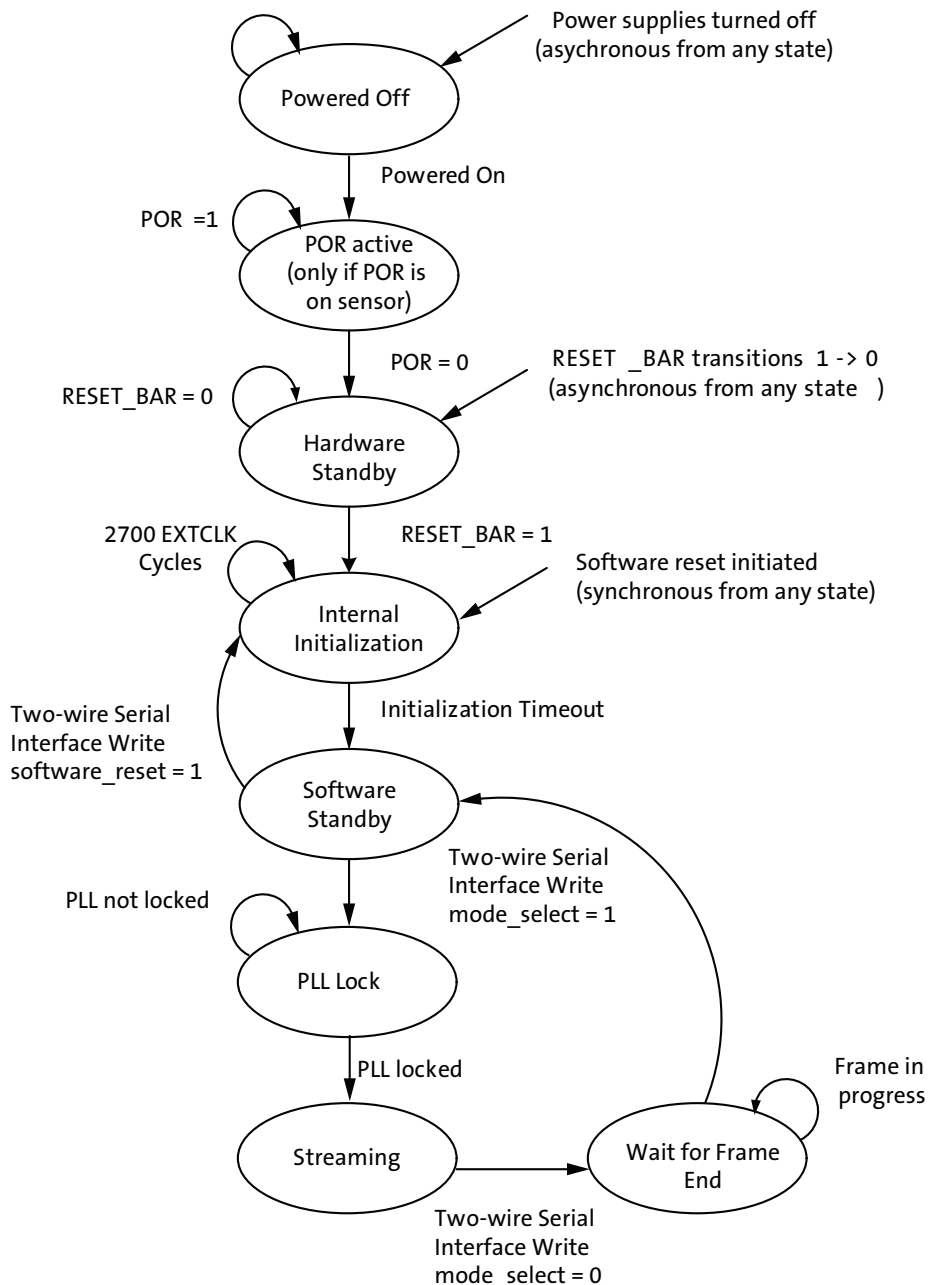 Power supplies turned off
(asychronous from any state)
Powered Off
Powered On
POR =1
POR active
(only if POR is
on sensor)
POR = 0
RESET _BAR transitions 1 -> 0
(asynchronous from any state )
RESET_BAR = 0
Hardware
Standby
2700 EXTCLK
Cycles
RESET_BAR = 1
Software reset initiated
(synchronous from any state)
Internal
Initialization
Two-wire Serial
Interface Write
software_reset = 1
Initialization Timeout
Software
Standby
Two-wire Serial
Interface Write
mode_select = 1
PLL not locked
PLL Lock
PLL locked
Frame in
progress
Streaming
Wait for Frame
End
Two-wire Serial
Interface Write
mode_select = 0